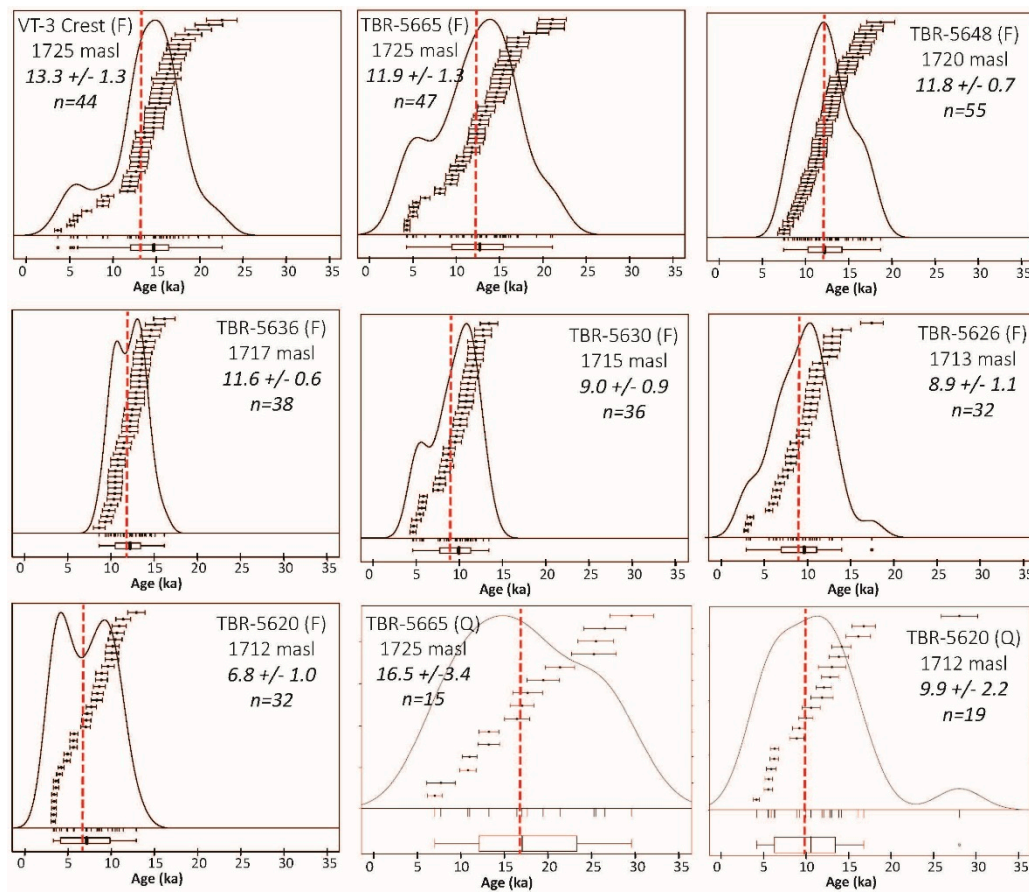 VT-3 Crest (F)
1725 masl
13.3 +/- 1.3
n=44
0 5 10 15 20 25 30 35
Age (ka)
TBR-5665 (F)
1725 masl
11.9 +/- 1.3
n=47
0 5 10 15 20 25 30 35
Age (ka)
TBR-5648 (F)
1720 masl
11.8 +/- 0.7
n=55
0 5 10 15 20 25 30 35
Age (ka)
TBR-5636 (F)
1717 masl
11.6 +/- 0.6
n=38
0 5 10 15 20 25 30 35
Age (ka)
TBR-5630 (F)
1715 masl
9.0 +/- 0.9
n=36
0 5 10 15 20 25 30 35
Age (ka)
TBR-5626 (F)
1713 masl
8.9 +/- 1.1
n=32
0 5 10 15 20 25 30 35
Age (ka)
TBR-5620 (F)
1712 masl
6.8 +/- 1.0
n=32
0 5 10 15 20 25 30 35
Age (ka)
TBR-5665 (Q)
1725 masl
16.5 +/-3.4
n=15
0 5 10 15 20 25 30 35
Age (ka)
TBR-5620 (Q)
1712 masl
9.9 +/- 2.2
n=19
0 5 10 15 20 25 30 35
Age (ka)